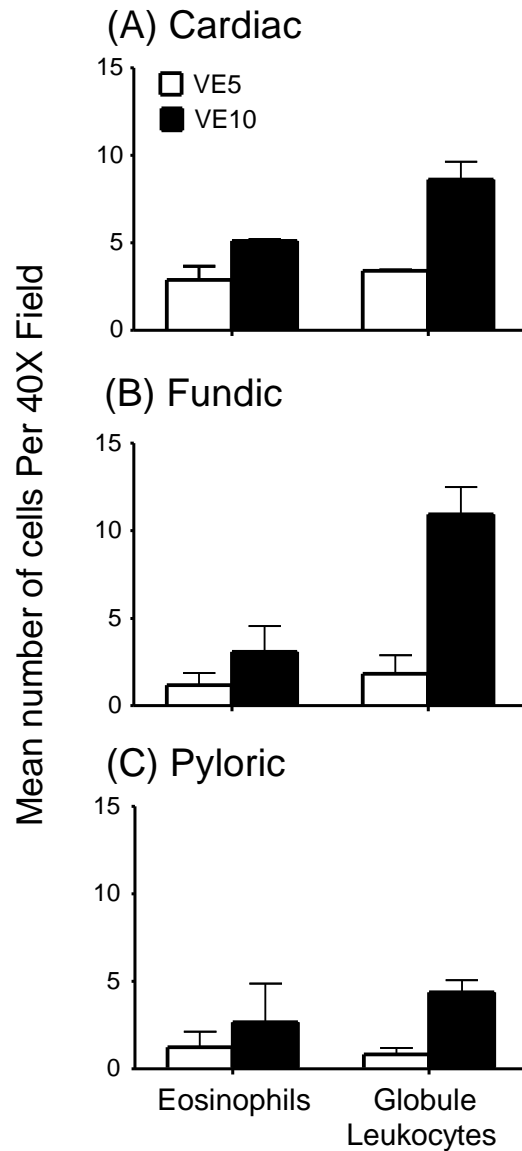 (A) Cardiac
15
VE5
VE10
10
5
0
Mean number of cells Per 40X Field
(B) Fundic
15
10
5
0
(C) Pyloric
15
10
5
0
Eosinophils
Globule
Leukocytes